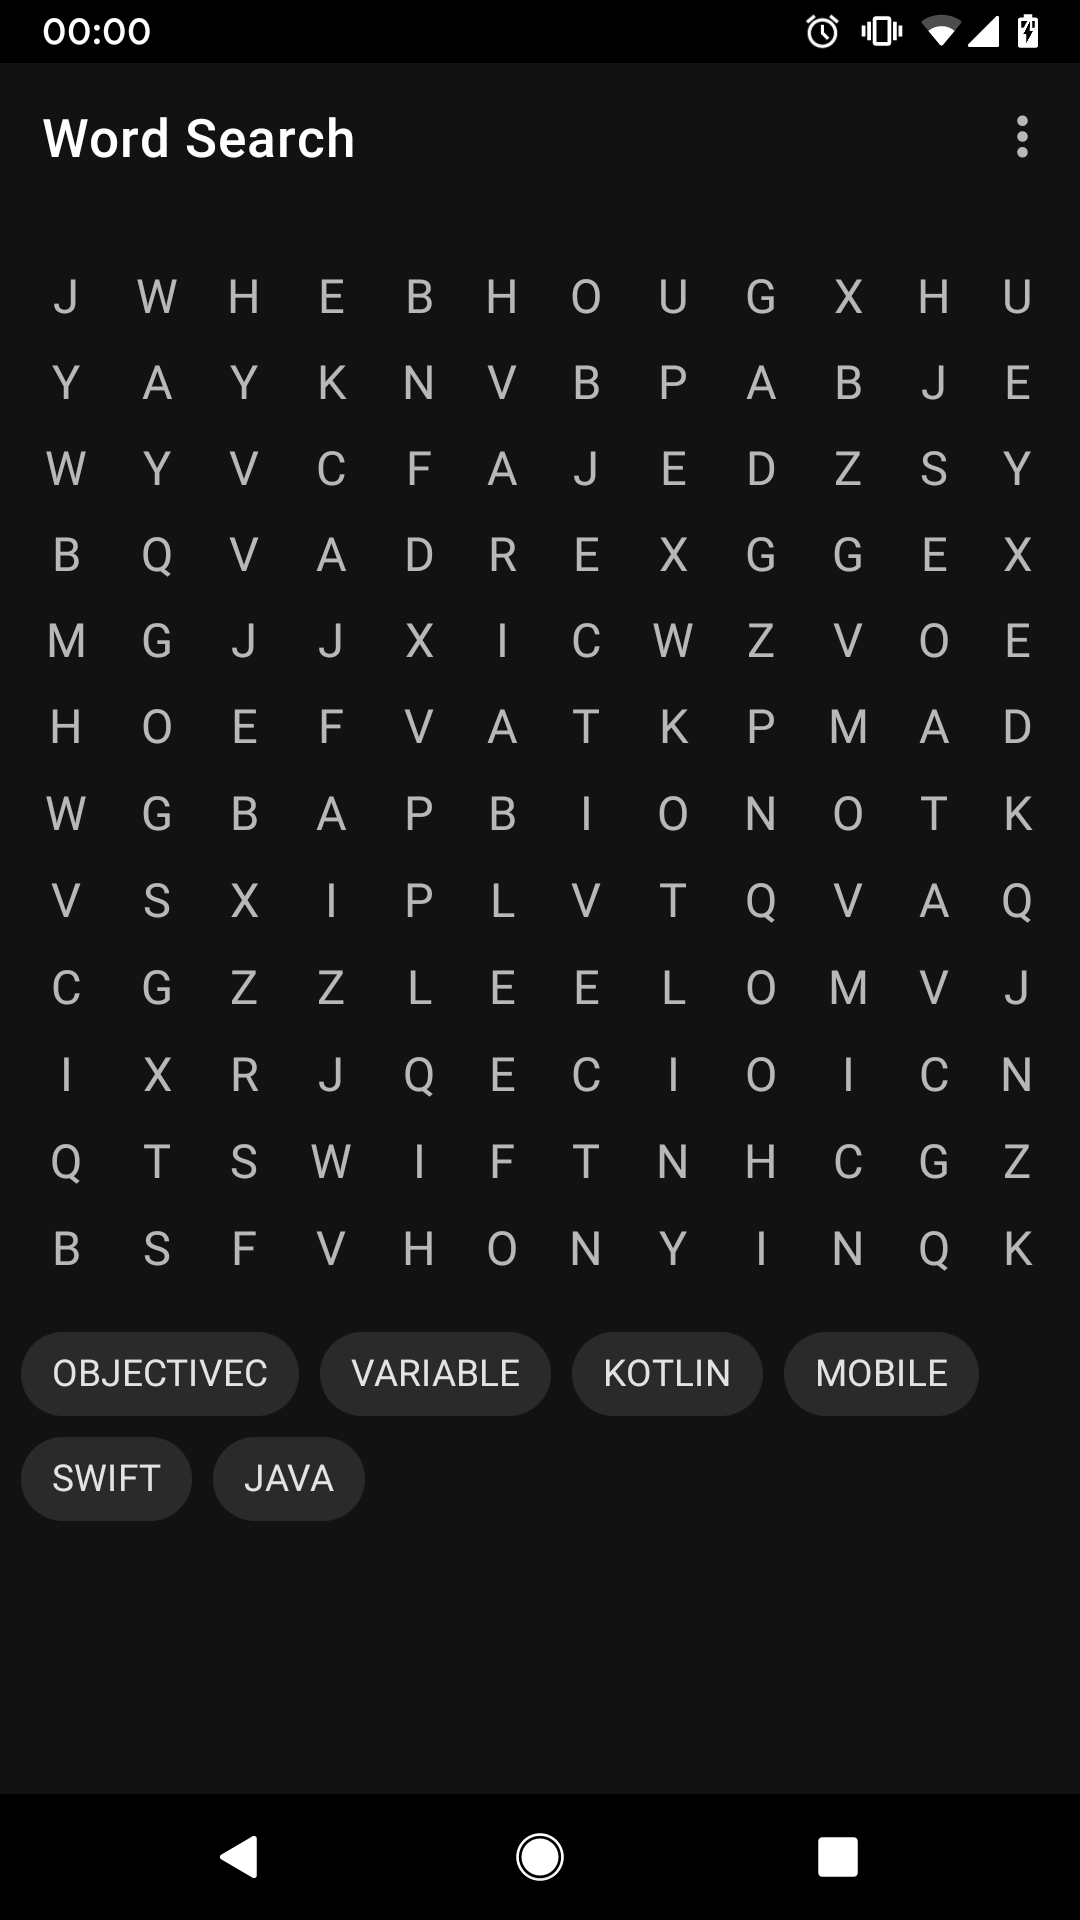 00:00
Word Search
J W H E B H O U G X H U
Y A Y K N V B P A B J E
W Y V C F A J E D Z S Y
B Q V A D R E X G G E X
M G J J X I C W Z V O E
H O E F V A T K P M A D
W G B A P B I O N O T K
V S X I P L V T Q V A Q
C G Z Z L E E L O M V J
I X R J Q E C I O I C N
Q T S W I F T N H C G Z
B S F V H O N Y I N Q K
OBJECTIVEC VARIABLE KOTLIN MOBILE
SWIFT JAVA